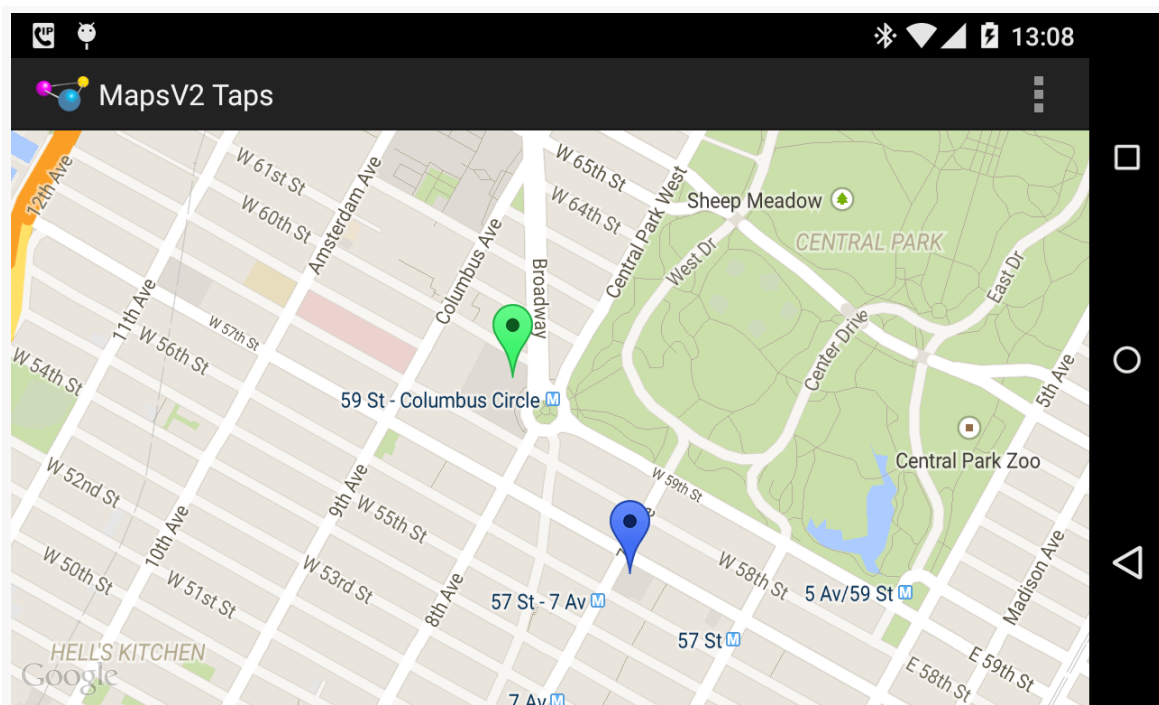 13:08
MapsV2 Taps
12th Ave
W 61st St
W 60th St
Amsterdam Ave
Columbus Ave
W 65th St
W 64th St
Central Park West
Sheep Meadow
CENTRAL PARK
West Dr
East Dr
Broadway
11th Ave
W 57th St
W 56th St
W 54th St
Center Drive
5th Ave
59 St - Columbus Circle M
Central Park Zoo
W 52nd St
9th Ave
W 55th St
W 59th St
10th Ave
W 50th St
W 51st St
W 53rd St
8th Ave
W 58th St
Madison Ave
57 St - 7 Av M
5 Av/59 St M
57 St M
HELL'S KITCHEN
Google
E 58th St
E 59th St
7 Av M